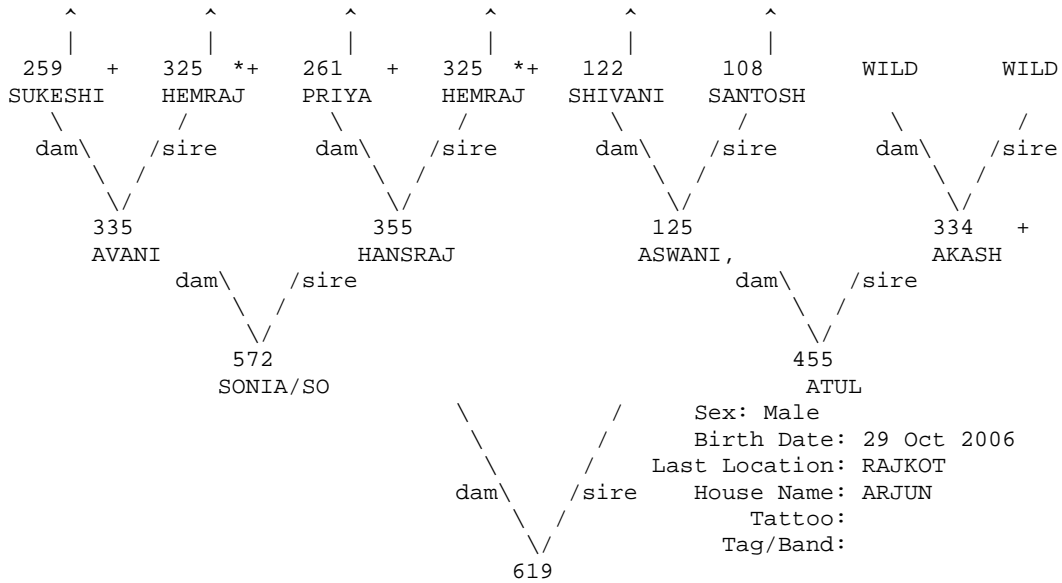 ^ ^ ^ ^ ^ ^
| | | | | |
259 + 325 *+ 261 + 325 *+ 122 108 WILD WILD
SUKESHI HEMRAJ PRIYA HEMRAJ SHIVANI SANTOSH
\ / \ / \ / \ /
dam\ /sire dam\ /sire dam\ /sire dam\ /sire
\ / \ / \ / \ /
\/ \/ \/ \/
335 355 125 334 +
AVANI HANSRAJ ASWANI, AKASH
dam\ /sire dam\ /sire
\ / \ /
\/ \/
572 455
SONIA/SO ATUL
\ / Sex: Male
\ / Birth Date: 29 Oct 2006
\ / Last Location: RAJKOT
dam\ /sire House Name: ARJUN
\ / Tattoo:
\/ Tag/Band:
619